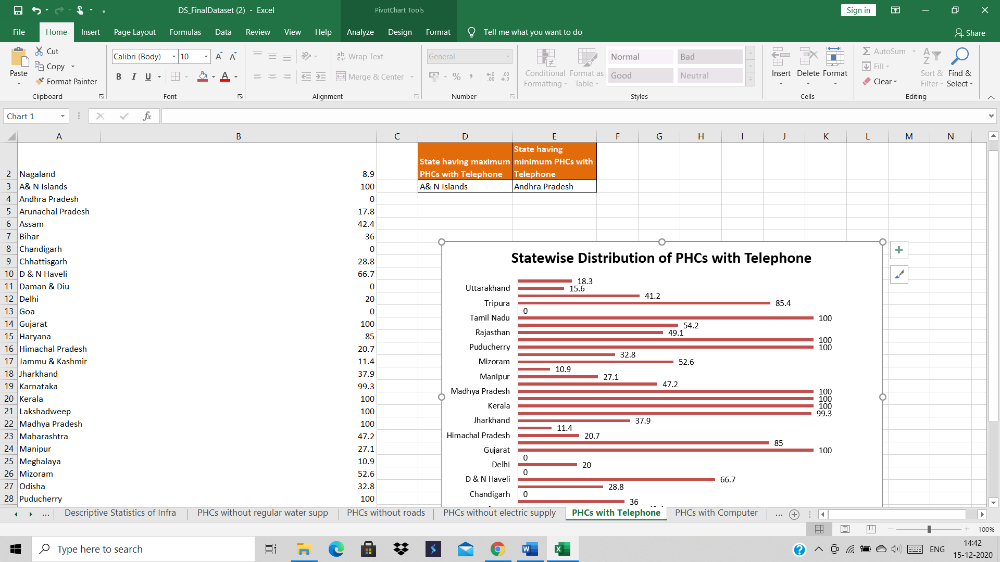 DS_FinalDataset (2) - Excel
PivotChart Tools
Sign in
File Home Insert Page Layout Formulas Data Review View Help Analyze Design Format Tell me what you want to do Share
Cut
Copy
Format Painter
Paste
Clipboard
Calibri (Body) 10
B I U
Font
Wrap Text
Merge & Center
Alignment
General
Number
Conditional Formatting
Format as Table
Normal Bad
Good Neutral
Styles
Insert Delete Format
Cells
AutoSum
Fill
Clear
Sort & Filter
Find & Select
Editing
Chart 1
fx
A B C D E F G H I J K L M N
State having maximum PHCs with Telephone
State having minimum PHCs with Telephone
2 Nagaland 8.9
3 A& N Islands 100 A& N Islands Andhra Pradesh
4 Andhra Pradesh 0
5 Arunachal Pradesh 17.8
6 Assam 42.4
7 Bihar 36
8 Chandigarh 0
9 Chhattisgarh 28.8
10 D & N Haveli 66.7
11 Daman & Diu 0
12 Delhi 20
13 Goa 0
14 Gujarat 100
15 Haryana 85
16 Himachal Pradesh 20.7
17 Jammu & Kashmir 11.4
18 Jharkhand 37.9
19 Karnataka 99.3
20 Kerala 100
21 Lakshadweep 100
22 Madhya Pradesh 100
23 Maharashtra 47.2
24 Manipur 27.1
25 Meghalaya 10.9
26 Mizoram 52.6
27 Odisha 32.8
28 Puducherry 100
Statewise Distribution of PHCs with Telephone
18.3
Uttarakhand 15.6
41.2
Tripura 85.4
0
Tamil Nadu 100
54.2
Rajasthan 49.1
100
Puducherry 100
32.8
Mizoram 52.6
10.9
Manipur 27.1
47.2
Madhya Pradesh 100
100
Kerala 100
99.3
Jharkhand 37.9
11.4
Himachal Pradesh 20.7
85
Gujarat 100
0
Delhi 20
0
D & N Haveli 66.7
28.8
Chandigarh 0
36
... Descriptive Statistics of Infra PHCs without regular water supp PHCs without roads PHCs without electric supply PHCs with Telephone PHCs with Computer ...
100%
Type here to search
ENG
14:42
15-12-2020